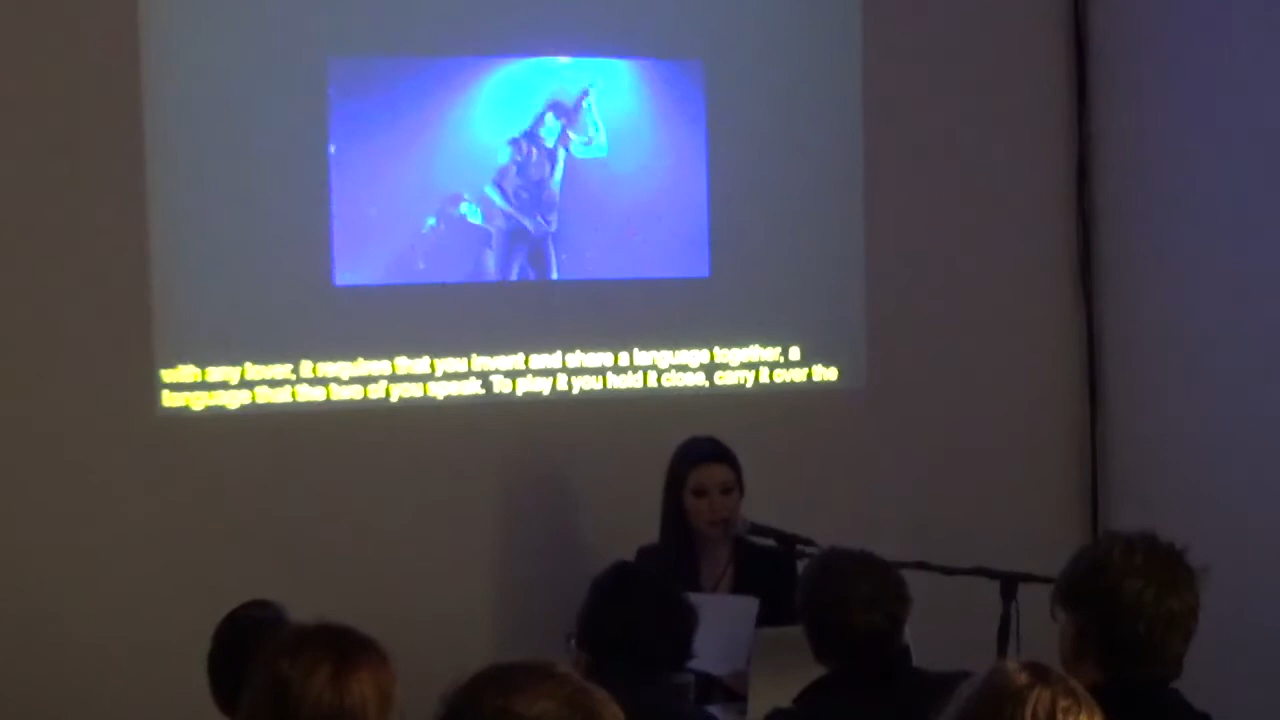 with any lover, it requires that you invent and share a language together, a
language that the two of you speak. To play it you hold it close, carry it over the